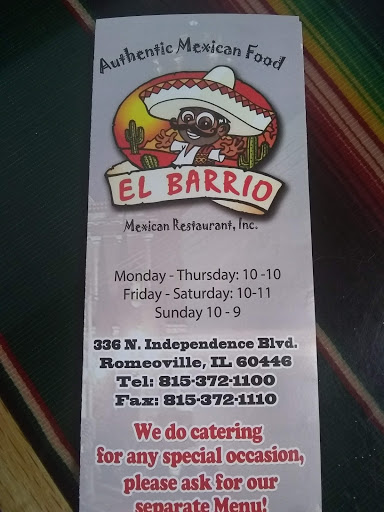 Authentic Mexican Food
EL BARRIO
Mexican Restaurant, Inc.
Monday - Thursday: 10 -10
Friday - Saturday: 10-11
Sunday 10 - 9
336 N. Independence Blvd.
Romeoville, IL 60446
Tel: 815-372-1100
Fax: 815-372-1110
We do catering
for any special occasion,
please ask for our
separate Menu!